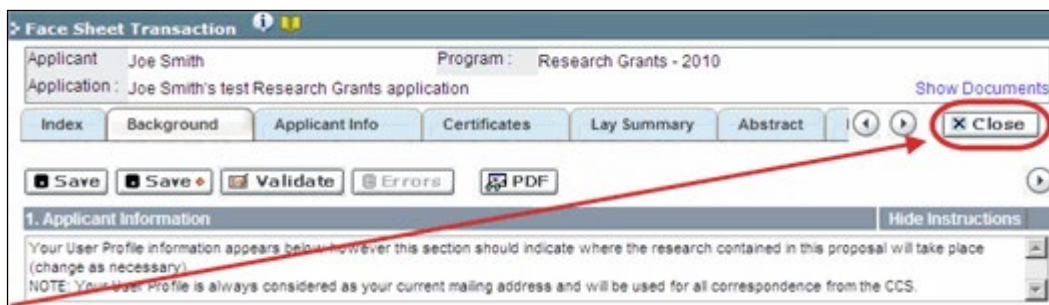 Face Sheet Transaction
Applicant Joe Smith Program : Research Grants - 2010
Application : Joe Smith's test Research Grants application Show Documents
Index Background Applicant Info Certificates Lay Summary Abstract Close
Save Save Validate Errors PDF
1. Applicant Information Hide Instructions
Your User Profile information appears below however this section should indicate where the research contained in this proposal will take place
(change as necessary)
NOTE: Your User Profile is always considered as your current mailing address and will be used for all correspondence from the CCS.